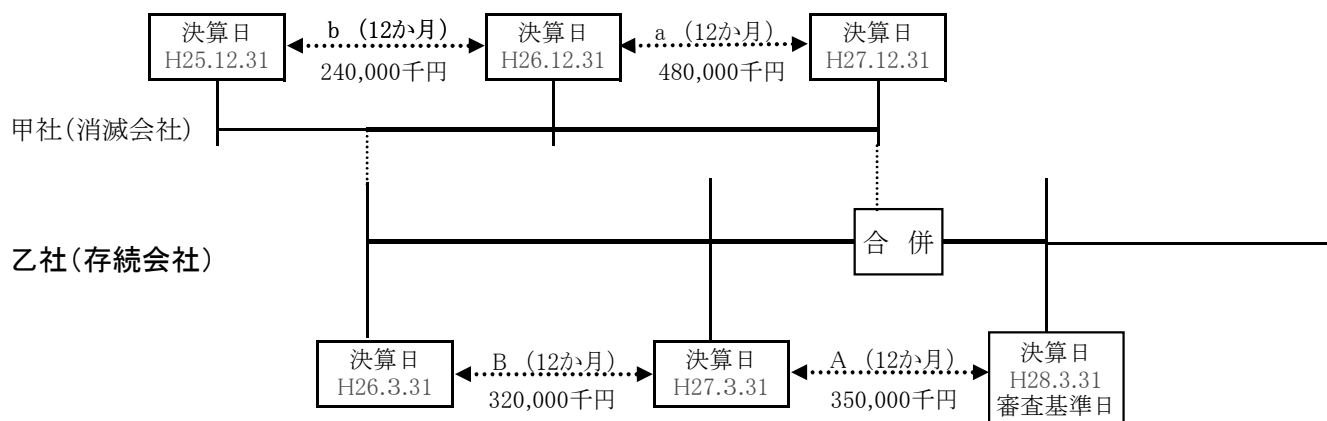 決算日
H25.12.31
b (12か月)
240,000千円
決算日
H26.12.31
a (12か月)
480,000千円
決算日
H27.12.31
甲社(消滅会社)
合 併
乙社(存続会社)
決算日
H26.3.31
B (12か月)
320,000千円
決算日
H27.3.31
A (12か月)
350,000千円
決算日
H28.3.31
審査基準日